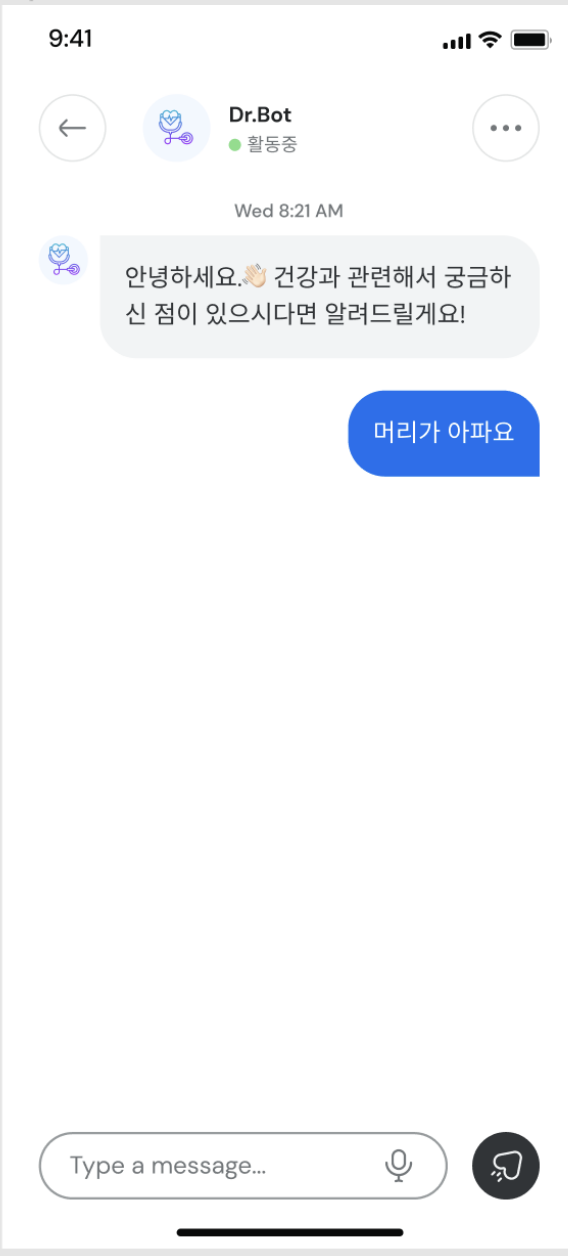 9:41
Dr.Bot
활동중
Wed 8:21 AM
안녕하세요.👋🏻 건강과 관련해서 궁금하
신 점이 있으시다면 알려드릴게요!
머리가 아파요
Type a message...